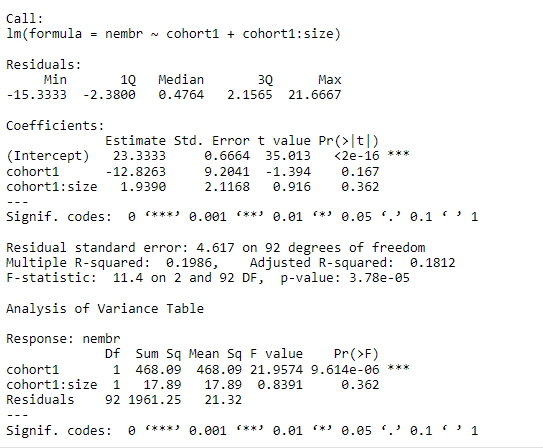 Call:
lm(formula = nembr ~ cohort1 + cohort1:size)

Residuals:
     Min       1Q   Median       3Q      Max
-15.3333  -2.3800   0.4764   2.1565  21.6667

Coefficients:
             Estimate Std. Error t value Pr(>|t|)
(Intercept)   23.3333     0.6664  35.013   <2e-16 ***
cohort1      -12.8263     9.2041  -1.394    0.167
cohort1:size   1.9390     2.1168   0.916    0.362
---
Signif. codes:  0 ‘***’ 0.001 ‘**’ 0.01 ‘*’ 0.05 ‘.’ 0.1 ‘ ’ 1

Residual standard error: 4.617 on 92 degrees of freedom
Multiple R-squared:  0.1986,    Adjusted R-squared:  0.1812
F-statistic:  11.4 on 2 and 92 DF,  p-value: 3.78e-05

Analysis of Variance Table

Response: nembr
             Df  Sum Sq Mean Sq F value    Pr(>F)
cohort1       1  468.09  468.09 21.9574 9.614e-06 ***
cohort1:size  1   17.89   17.89  0.8391     0.362
Residuals    92 1961.25   21.32
---
Signif. codes:  0 ‘***’ 0.001 ‘**’ 0.01 ‘*’ 0.05 ‘.’ 0.1 ‘ ’ 1